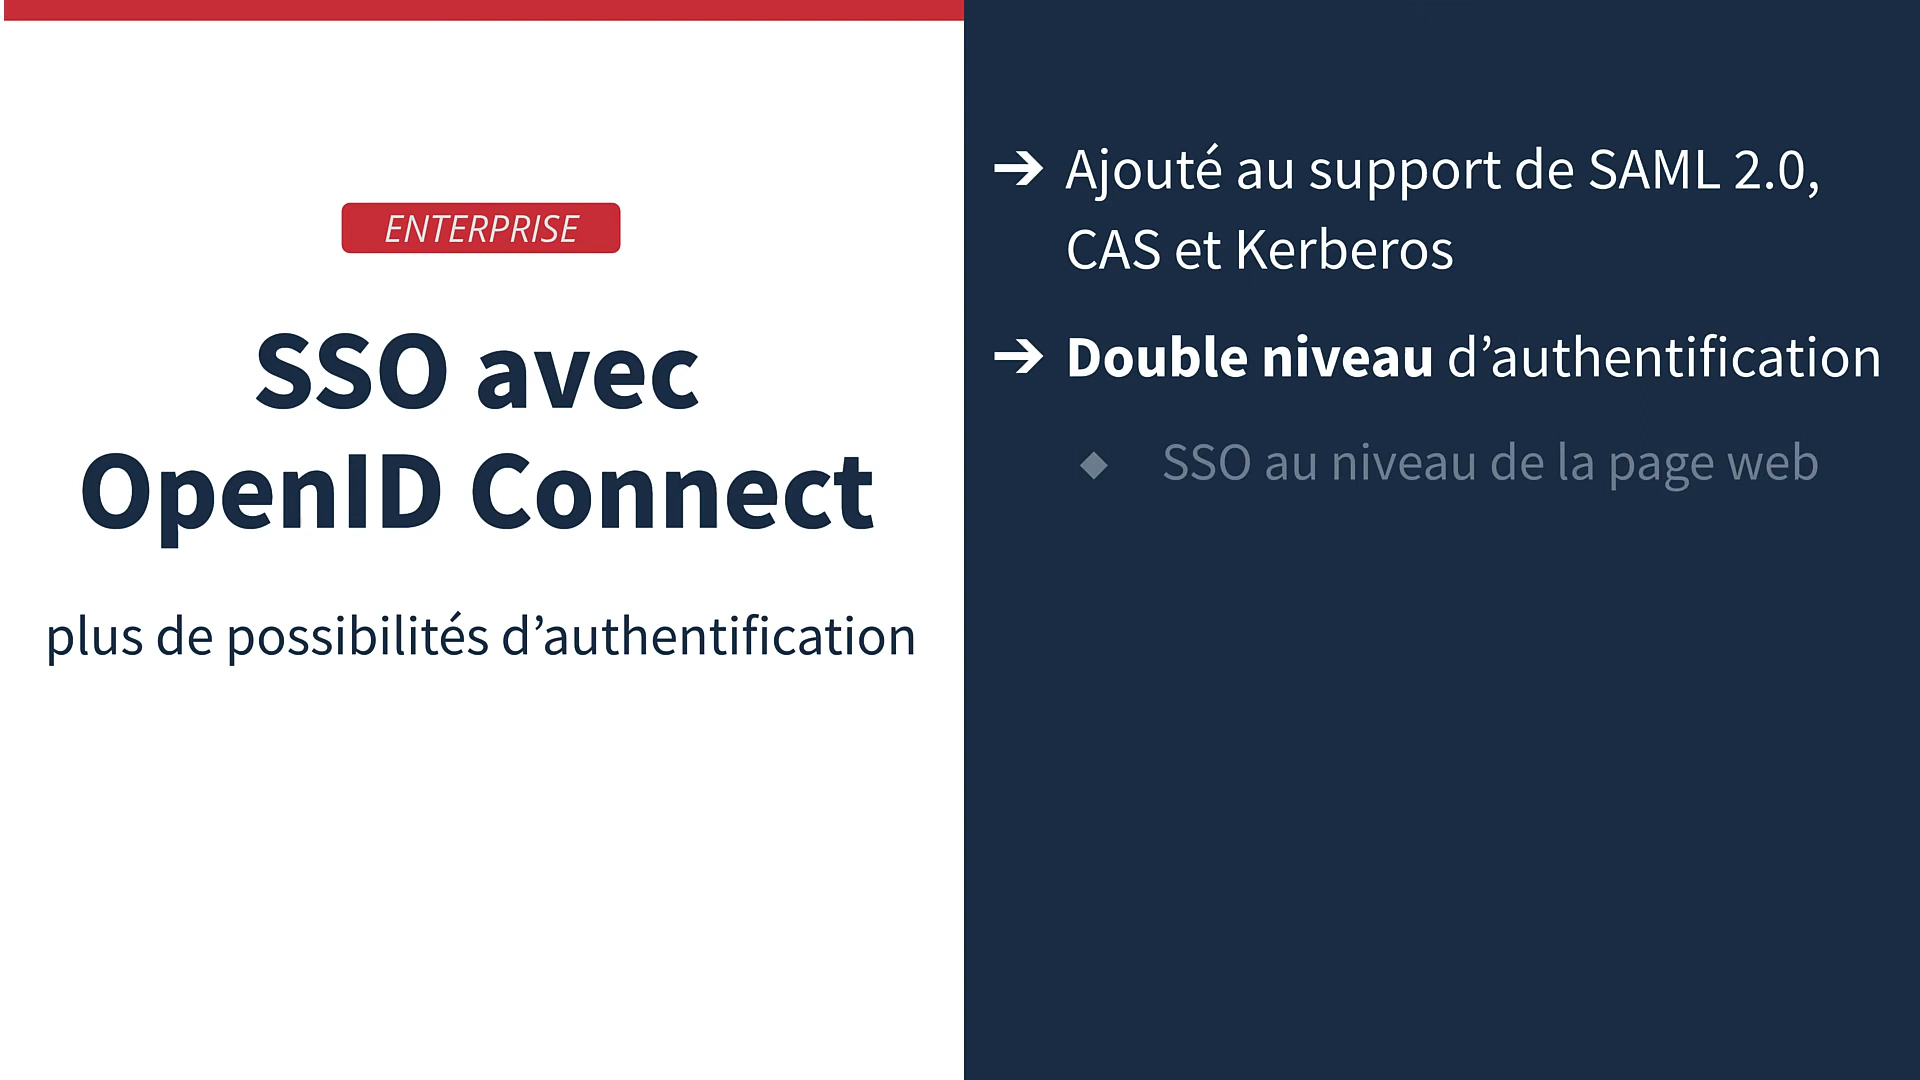 ENTERPRISE
SSO avec
OpenID Connect
plus de possibilités d’authentification
➔ Ajouté au support de SAML 2.0,
CAS et Kerberos
➔ Double niveau d’authentification
◆ SSO au niveau de la page web